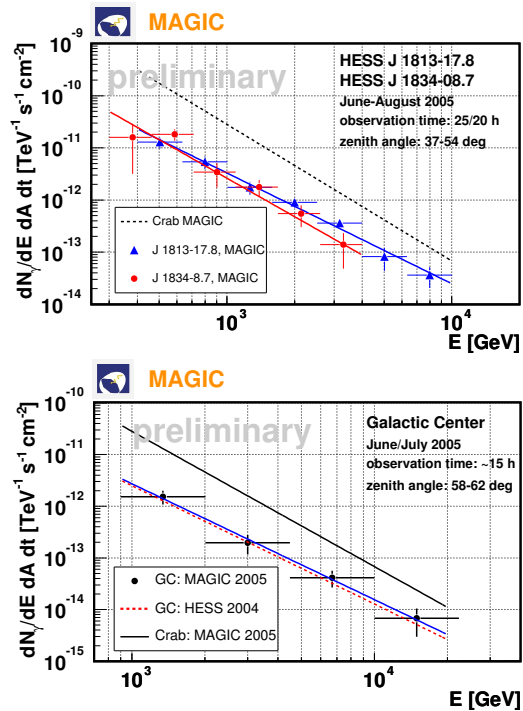 MAGIC
preliminary
HESS J 1813-17.8
HESS J 1834-08.7
June-August 2005
observation time: 25/20 h
zenith angle: 37-54 deg
dNγ/dE dA dt [TeV⁻¹ s⁻¹ cm⁻²]
10⁻⁹
10⁻¹⁰
10⁻¹¹
10⁻¹²
10⁻¹³
10⁻¹⁴
Crab MAGIC
J 1813-17.8, MAGIC
J 1834-8.7, MAGIC
10³
10⁴
E [GeV]
MAGIC
preliminary
Galactic Center
June/July 2005
observation time: ~15 h
zenith angle: 58-62 deg
dNγ/dE dA dt [TeV⁻¹ s⁻¹ cm⁻²]
10⁻¹⁰
10⁻¹¹
10⁻¹²
10⁻¹³
10⁻¹⁴
10⁻¹⁵
GC: MAGIC 2005
GC: HESS 2004
Crab: MAGIC 2005
10³
10⁴
E [GeV]